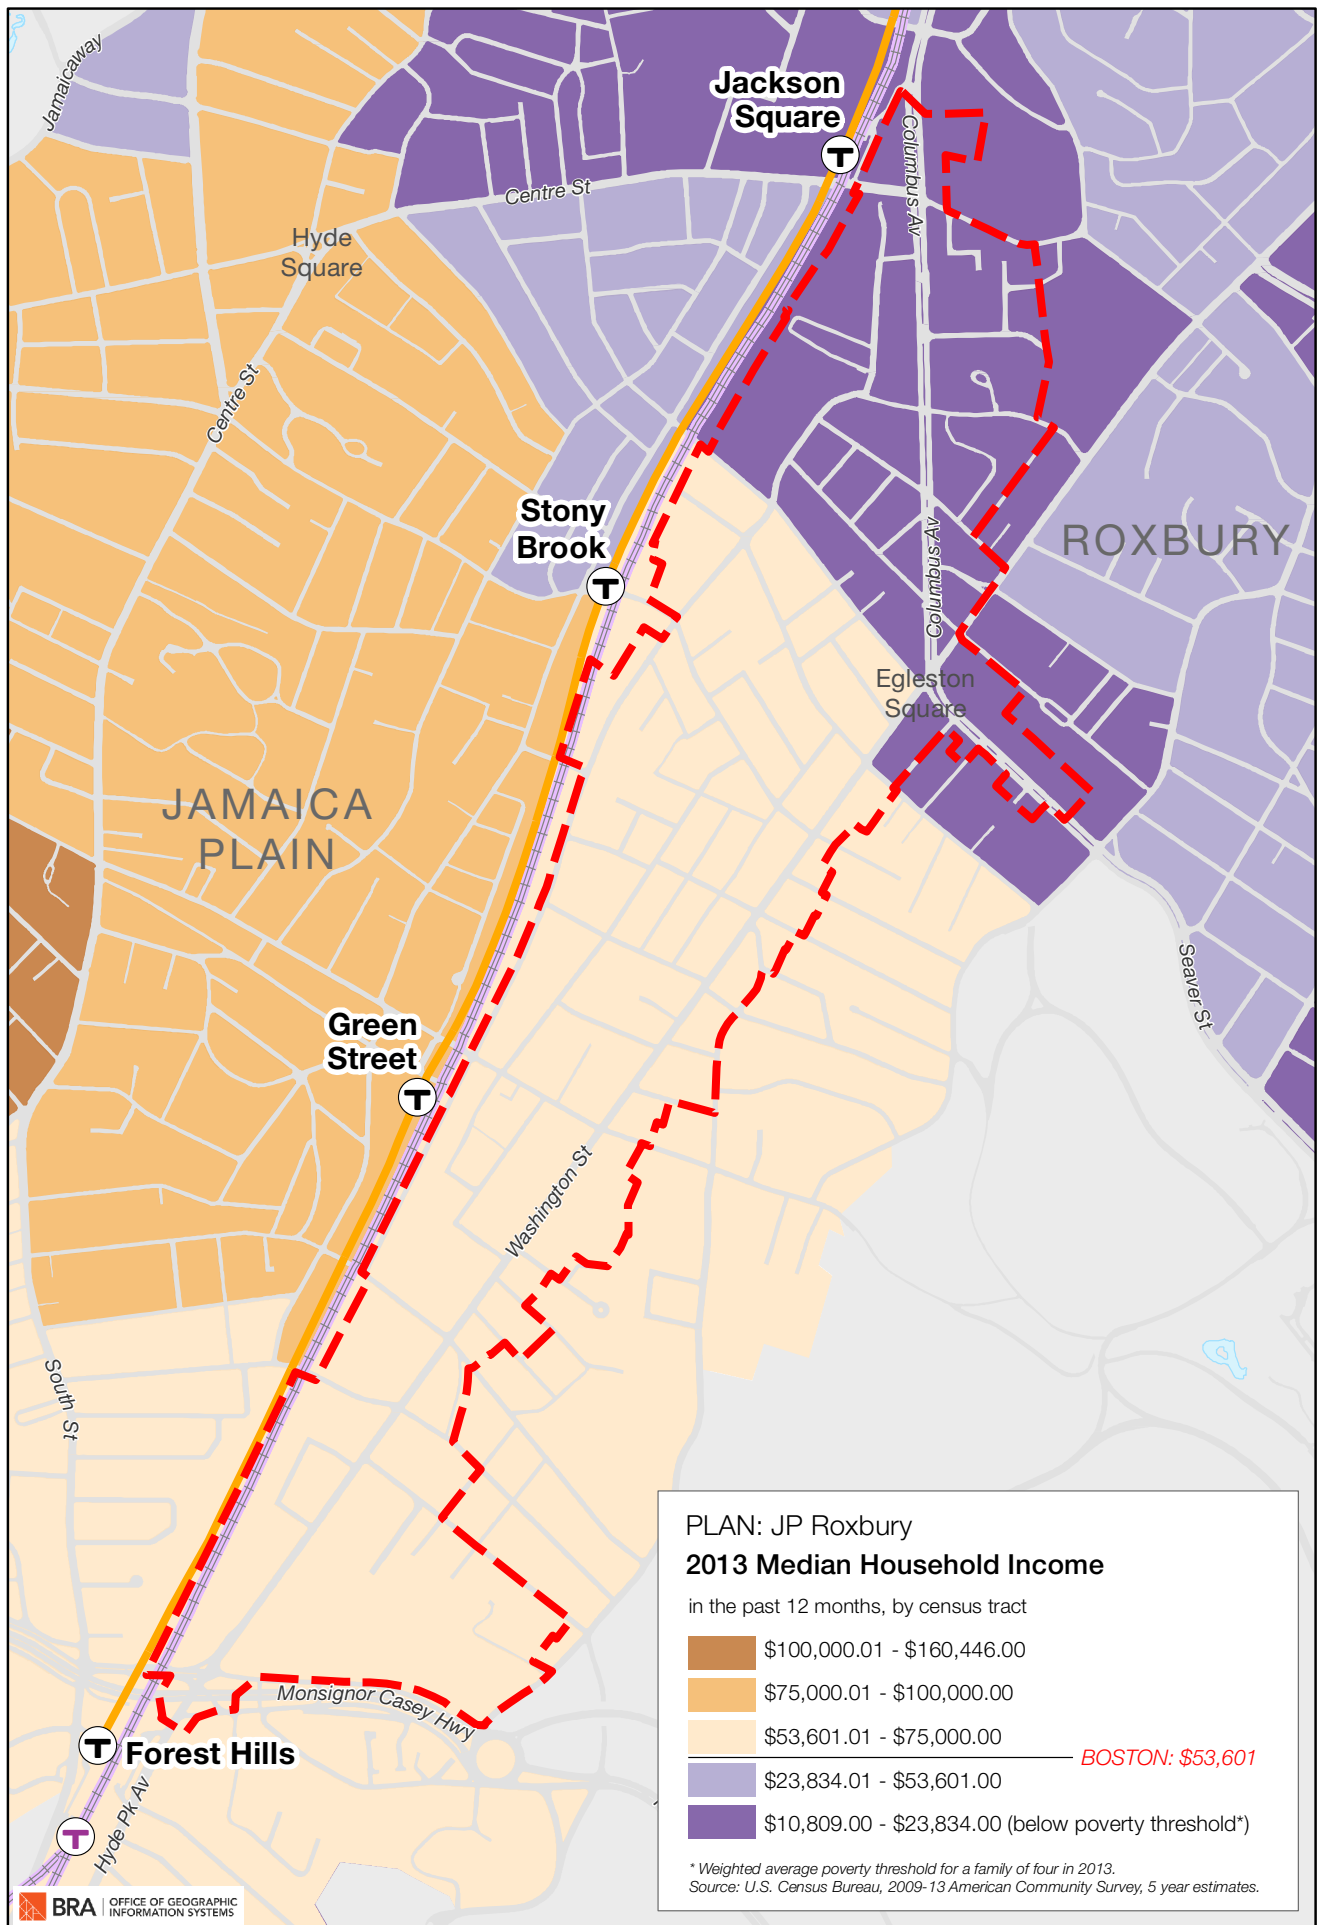 Jamaicaway
Jackson
Square
T
Columbus Av
Centre St
Hyde
Square
Centre St
Stony
Brook
T
Columbus Av
ROXBURY
Egleston
Square
JAMAICA
PLAIN
Seaver St
Green
Street
T
Washington St
South St
Monsignor Casey Hwy
T
Forest Hills
T
Hyde Pk Av
PLAN: JP Roxbury
2013 Median Household Income
in the past 12 months, by census tract
$100,000.01 - $160,446.00
$75,000.01 - $100,000.00
$53,601.01 - $75,000.00
BOSTON: $53,601
$23,834.01 - $53,601.00
$10,809.00 - $23,834.00 (below poverty threshold*)
* Weighted average poverty threshold for a family of four in 2013.
Source: U.S. Census Bureau, 2009-13 American Community Survey, 5 year estimates.
BRA | OFFICE OF GEOGRAPHIC
INFORMATION SYSTEMS